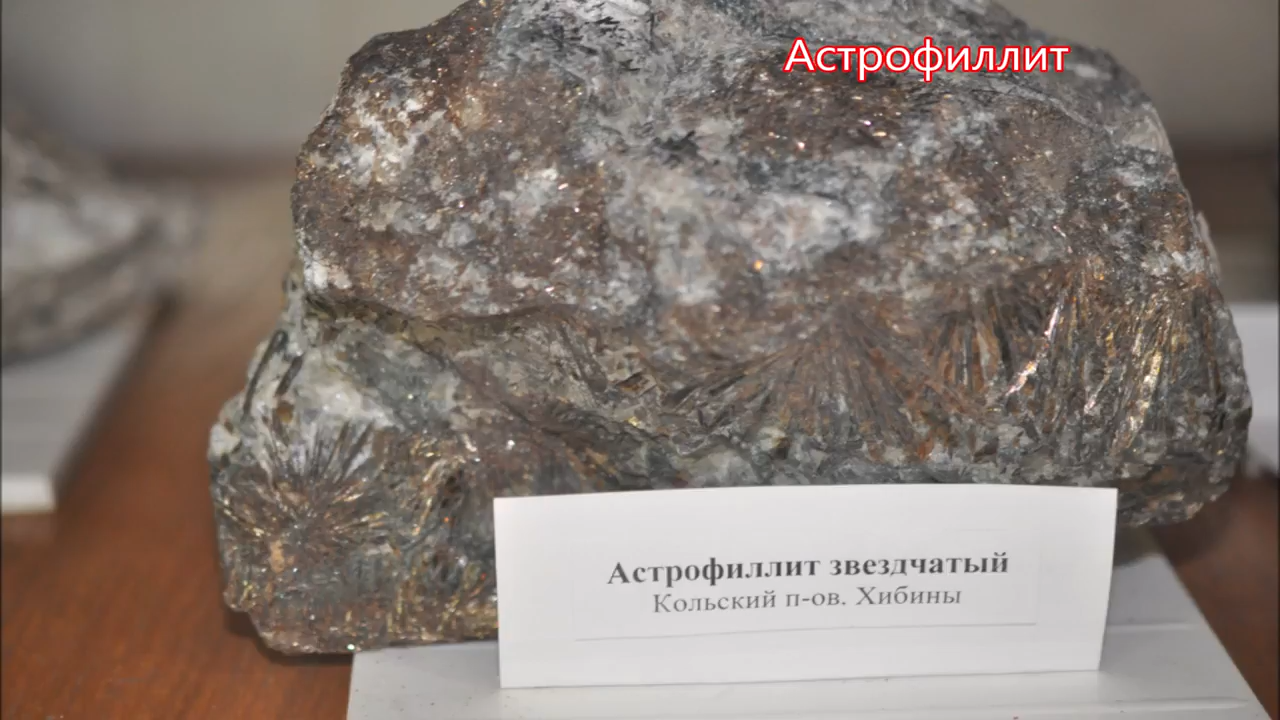 Астрофиллит
Астрофиллит звездчатый
Кольский п-ов. Хибины